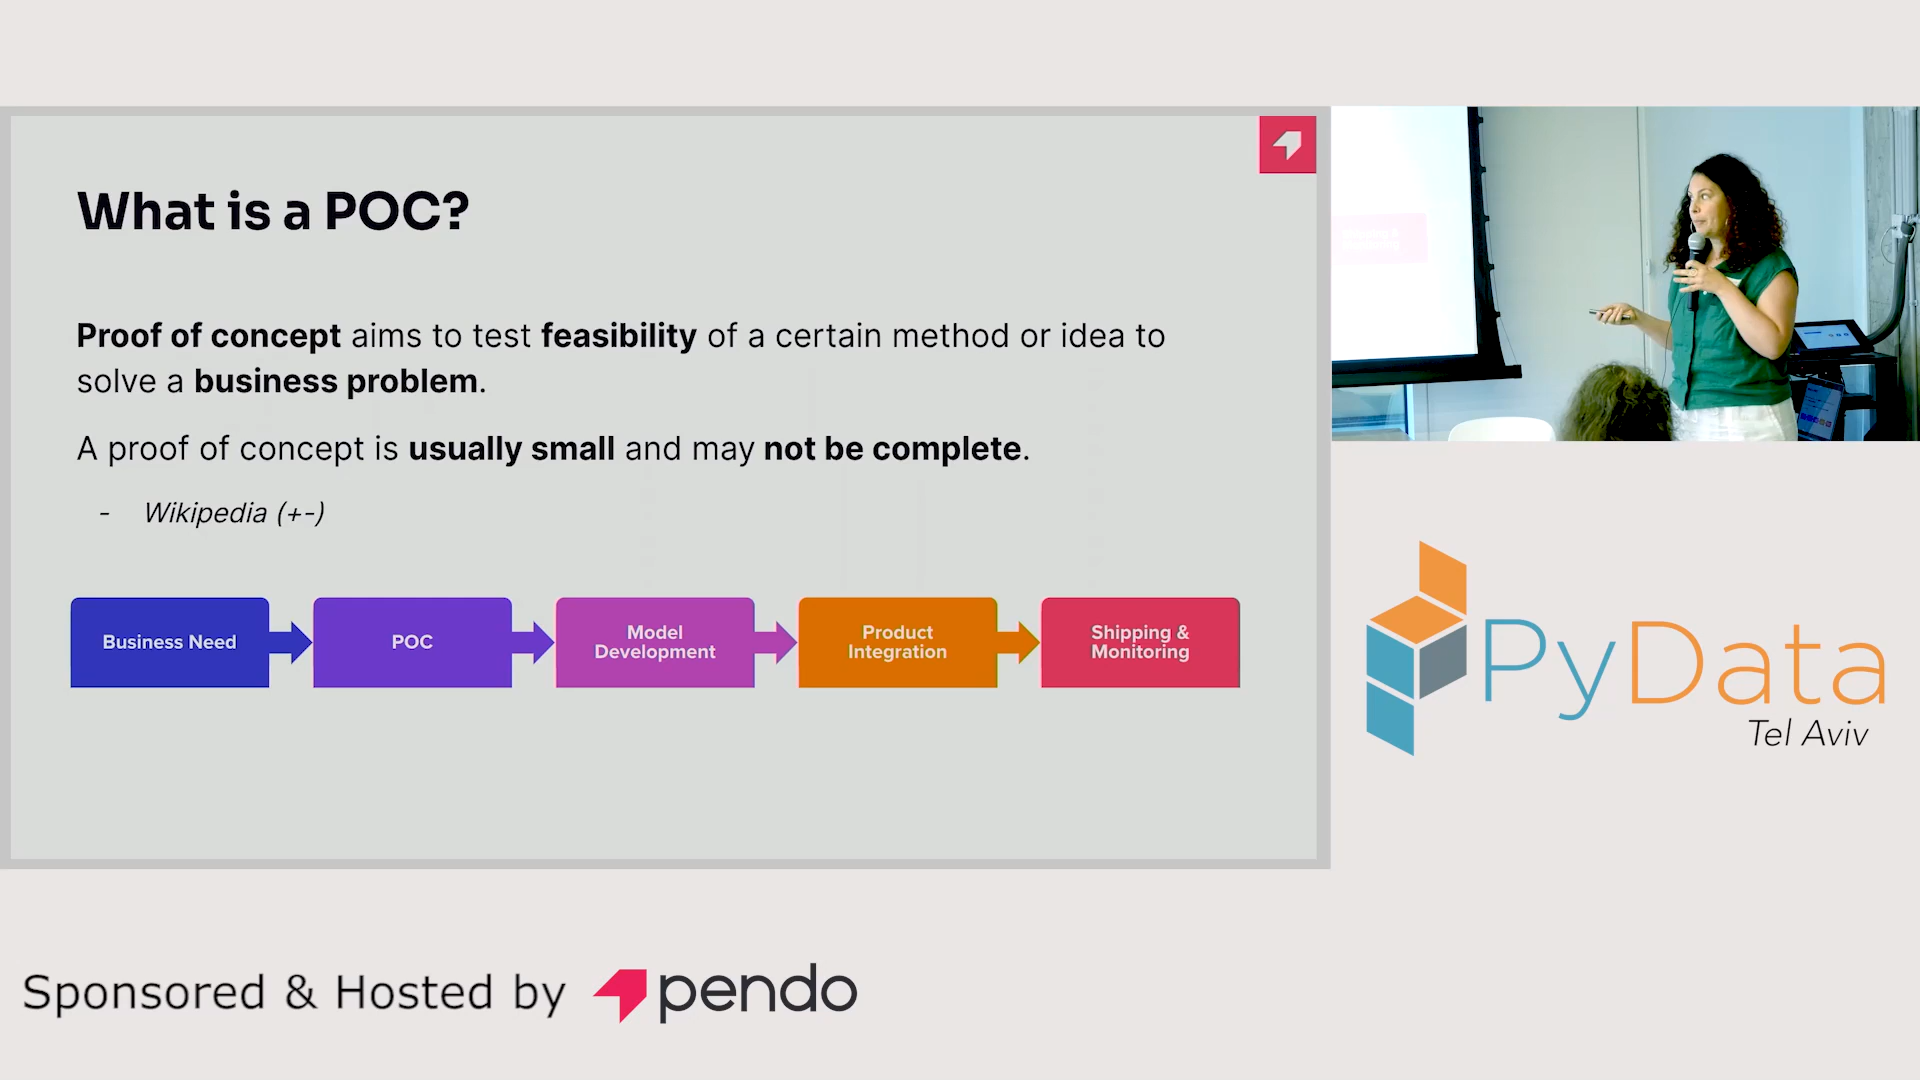 What is a POC?
Proof of concept aims to test feasibility of a certain method or idea to
solve a business problem.
A proof of concept is usually small and may not be complete.
- Wikipedia (+-)
Business Need
POC
Model
Development
Product
Integration
Shipping &
Monitoring
PyData
Tel Aviv
Sponsored & Hosted by pendo